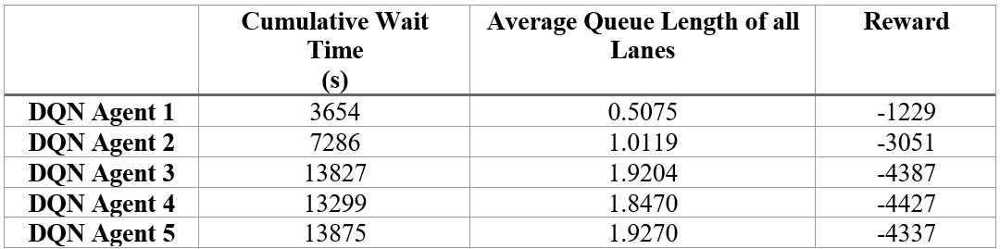 Cumulative Wait Time (s) Average Queue Length of all Lanes Reward
DQN Agent 1 3654 0.5075 -1229
DQN Agent 2 7286 1.0119 -3051
DQN Agent 3 13827 1.9204 -4387
DQN Agent 4 13299 1.8470 -4427
DQN Agent 5 13875 1.9270 -4337